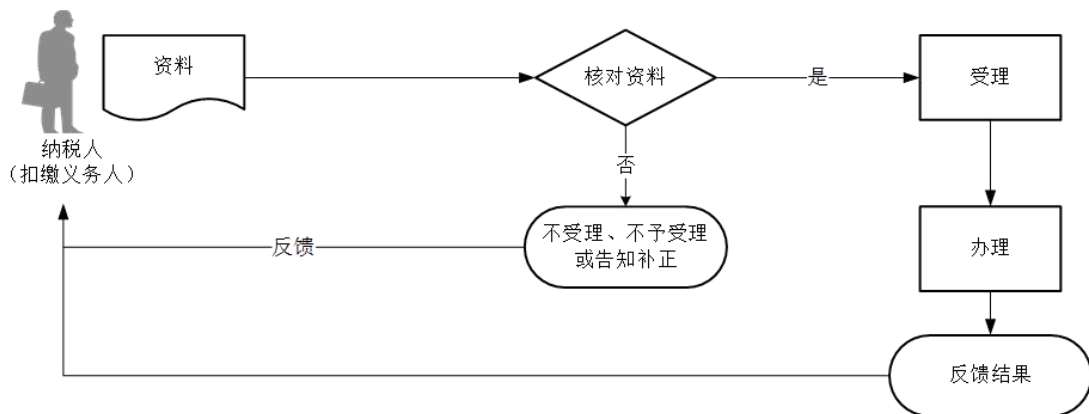 资料
核对资料
是
受理
纳税人
（扣缴义务人）
否
不受理、不予受理
或告知补正
反馈
办理
反馈结果